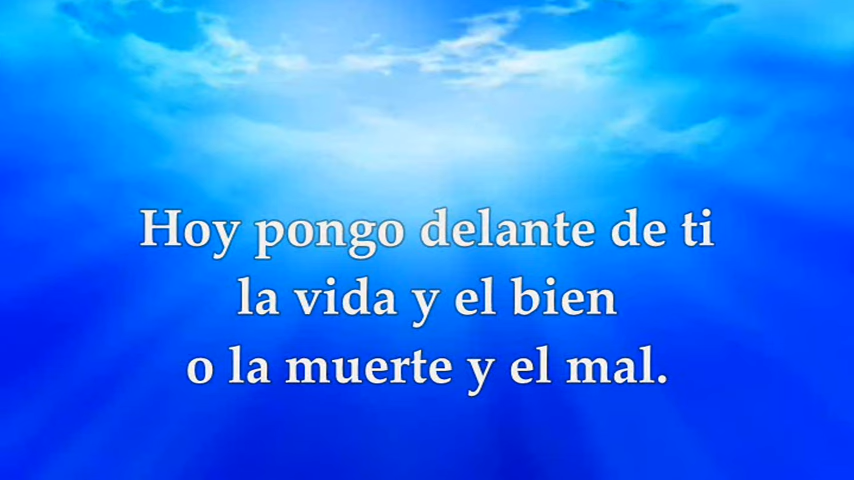 Hoy pongo delante de ti
la vida y el bien
o la muerte y el mal.